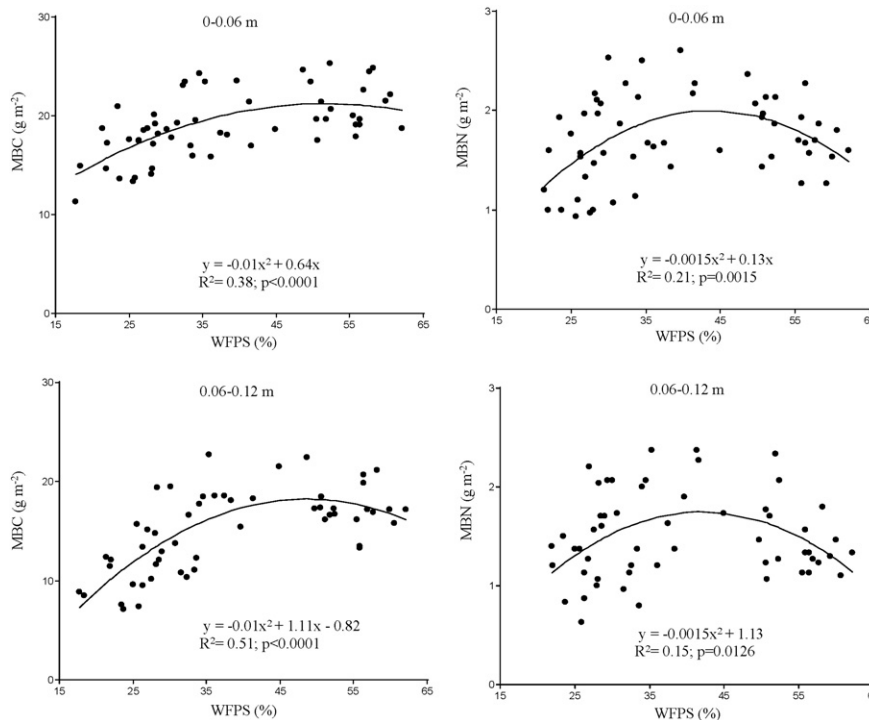 0-0.06 m
30
20
10
0
MBC (g m-2)
y = -0.01x2 + 0.64x
R2= 0.38; p<0.0001
15 25 35 45 55 65
WFPS (%)
0-0.06 m
3
2
1
0
MBN (g m-2)
y = -0.0015x2 + 0.13x
R2= 0.21; p=0.0015
15 25 35 45 55
WFPS (%)
0.06-0.12 m
30
20
10
0
MBC (g m-2)
y = -0.01x2 + 1.11x - 0.82
R2= 0.51; p<0.0001
15 25 35 45 55 65
WFPS (%)
0.06-0.12 m
3
2
1
0
MBN (g m-2)
y = -0.0015x2 + 1.13
R2= 0.15; p=0.0126
15 25 35 45 55
WFPS (%)